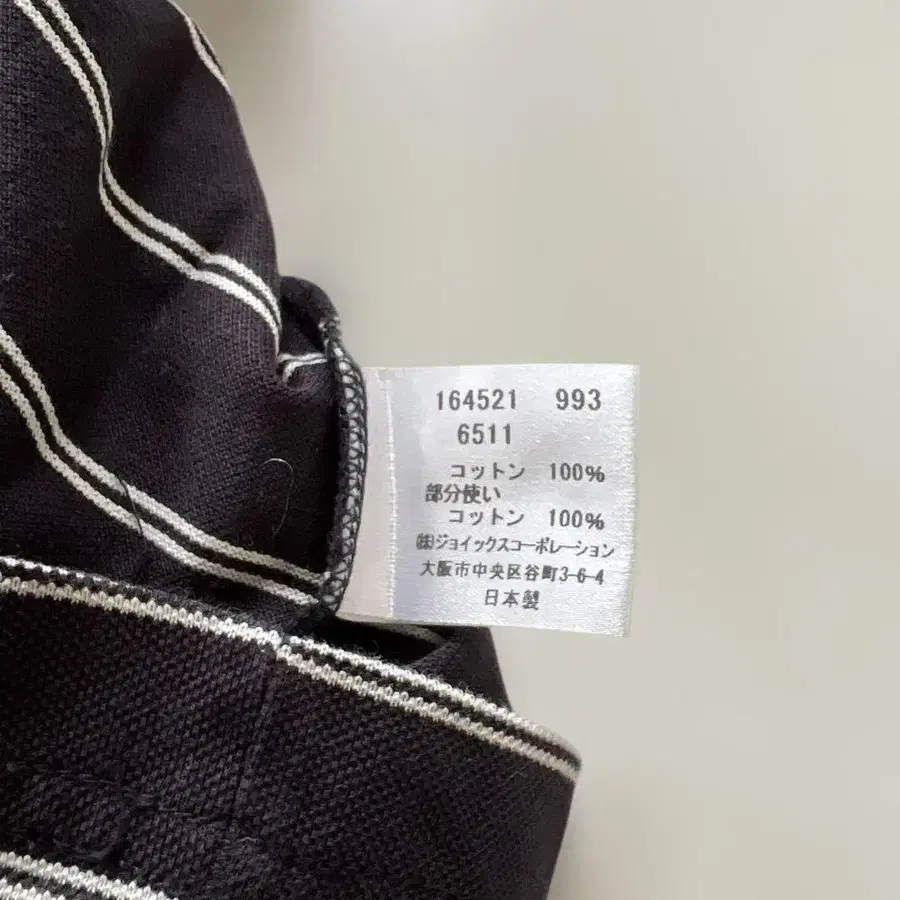 164521 993
6511
コットン 100%
部分使い
コットン 100%
㈱ジョイックスコーポレーション
大阪市中央区谷町3-6-4
日本製